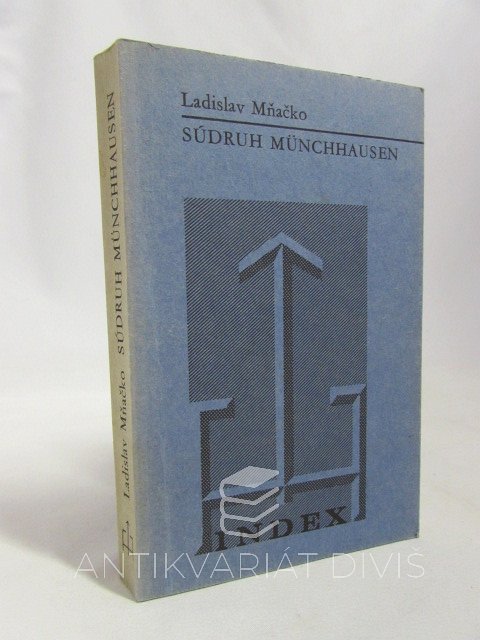 Ladislav Mňačko
SÚDRUH MÜNCHHAUSEN
INDEX
Ladislav Mňačko SÚDRUH MÜNCHHAUSEN
ANTIKVARIÁT DIVIŠ